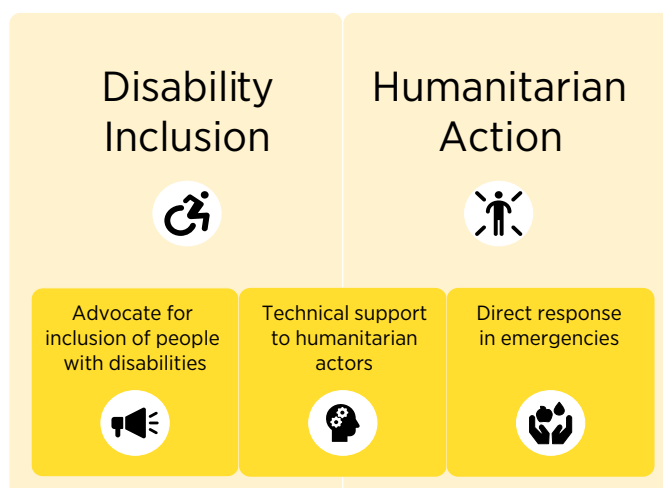 Disability
Inclusion
Humanitarian
Action
Advocate for
inclusion of people
with disabilities
Technical support
to humanitarian
actors
Direct response
in emergencies